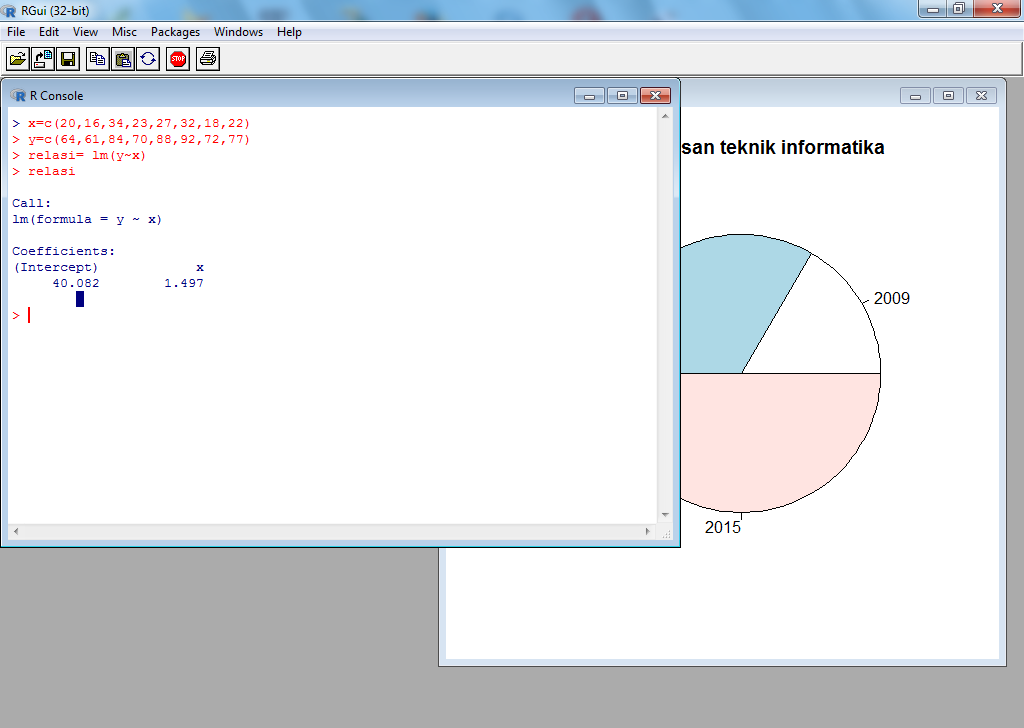 RGui (32-bit)
File Edit View Misc Packages Windows Help
STOP
R Console
> x=c(20,16,34,23,27,32,18,22)
> y=c(64,61,84,70,88,92,72,77)
> relasi= lm(y~x)
> relasi
Call:
lm(formula = y ~ x)
Coefficients:
(Intercept) x
40.082 1.497
>
san teknik informatika
2009
2015